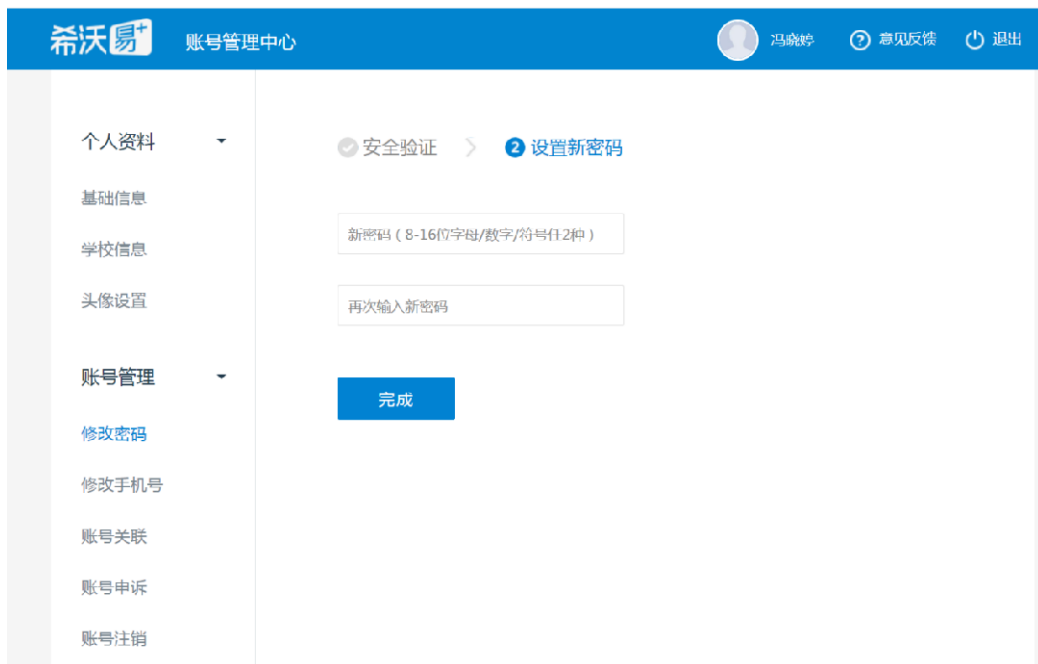 希沃易+ 账号管理中心 冯晓婷 意见反馈 退出
个人资料
基础信息
学校信息
头像设置
账号管理
修改密码
修改手机号
账号关联
账号申诉
账号注销
安全验证 2 设置新密码
新密码（8-16位字母/数字/符号任2种）
再次输入新密码
完成